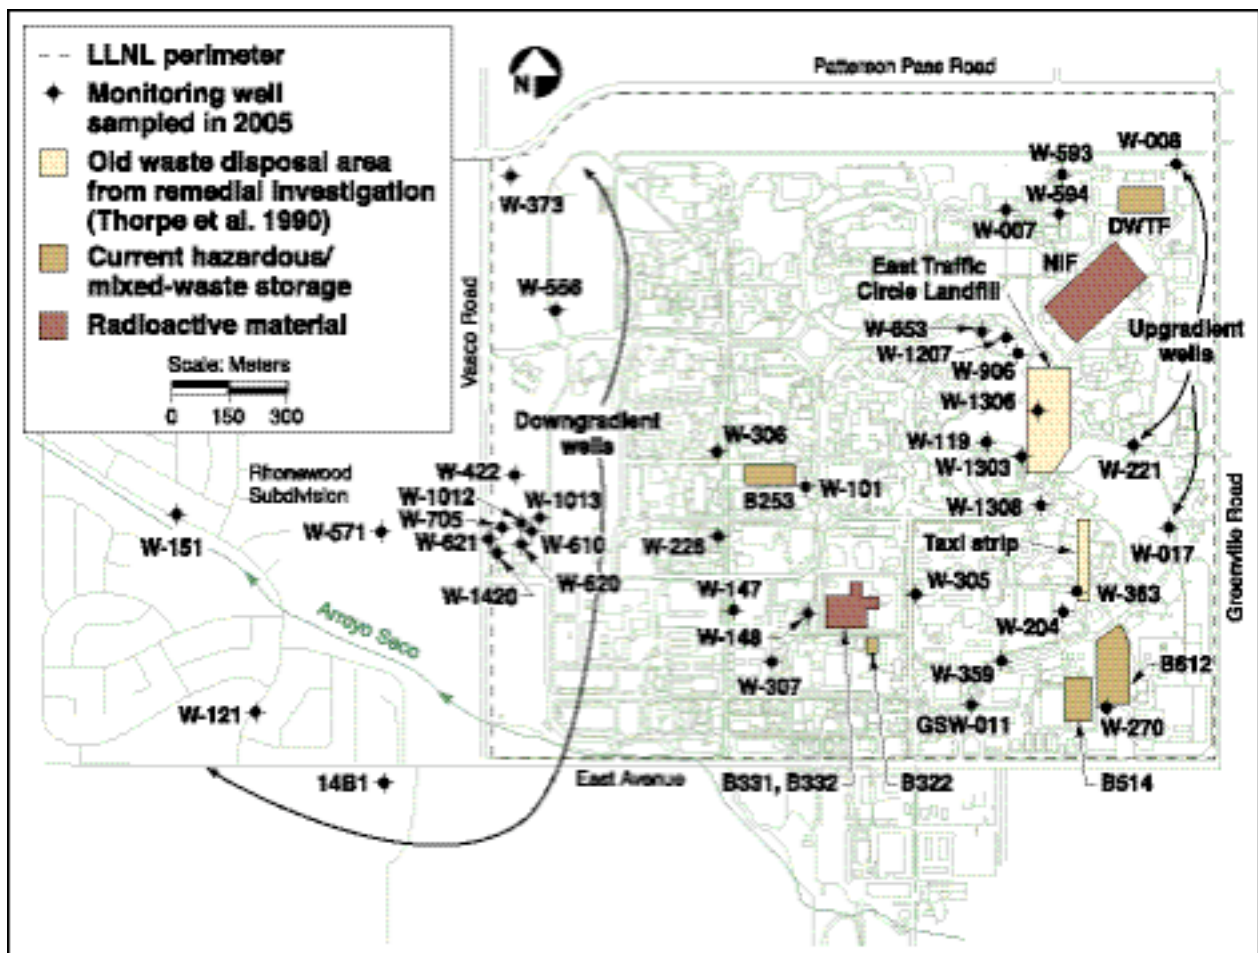 LLNL perimeter
Monitoring well
sampled in 2005
Old waste disposal area
from remedial investigation
(Thorpe et al. 1990)
Current hazardous/
mixed-waste storage
Radioactive material
Scale: Meters
0 150 300
N
Patterson Pass Road
W-008
W-593
W-594
W-373
W-007
DWTF
NIF
East Traffic
Circle Landfill
W-556
Vasco Road
W-653
W-1207
W-906
Upgradient
wells
W-1306
Downgradient
wells
W-306
W-119
W-1303
W-221
Rhonewood
Subdivision
W-422
W-101
B253
W-1012
W-1013
W-705
W-1308
W-571
W-621
W-610
W-226
Taxi strip
W-017
W-151
W-620
W-1420
W-147
W-305
W-363
Greenville Road
Arroyo Seco
W-148
W-204
W-307
W-359
B612
W-121
GSW-011
W-270
14B1
East Avenue
B331, B332
B322
B514